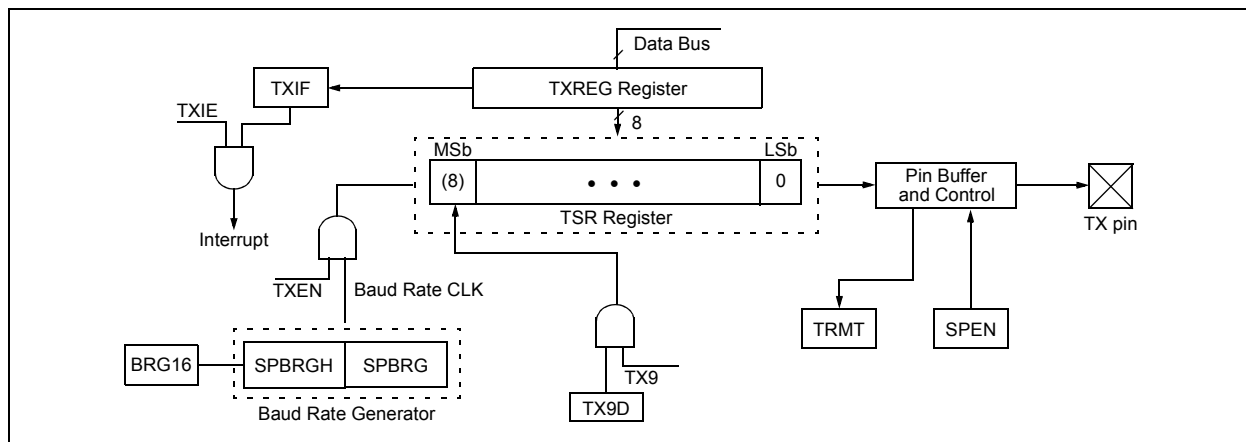 Data Bus
TXIF
TXREG Register
TXIE
8
MSb
LSb
(8)
• • •
0
TSR Register
Pin Buffer
and Control
TX pin
Interrupt
TXEN
Baud Rate CLK
TRMT
SPEN
BRG16
SPBRGH
SPBRG
TX9
TX9D
Baud Rate Generator